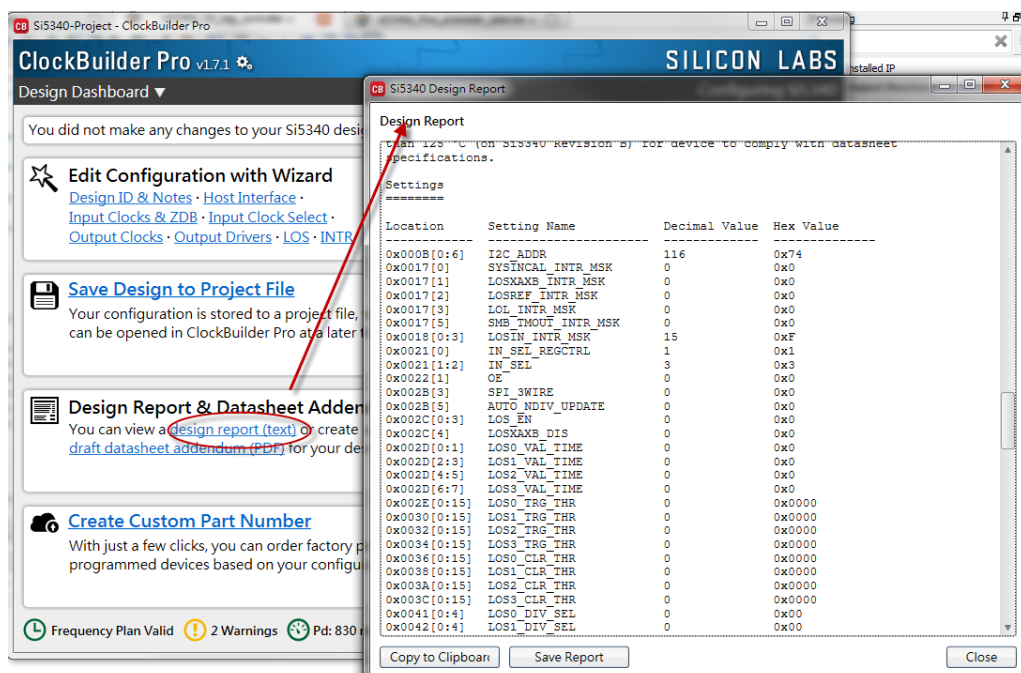 Si5340-Project - ClockBuilder Pro
ClockBuilder Pro v1.7.1
SILICON LABS
nstalled IP
Design Dashboard ▼
You did not make any changes to your Si5340 desi
Edit Configuration with Wizard
Design ID & Notes · Host Interface ·
Input Clocks & ZDB · Input Clock Select ·
Output Clocks · Output Drivers · LOS · INTR
Save Design to Project File
Your configuration is stored to a project file,
can be opened in ClockBuilder Pro at a later t
Design Report & Datasheet Adden
You can view a design report (text) or create
draft datasheet addendum (PDF) for your de
Create Custom Part Number
With just a few clicks, you can order factory p
programmed devices based on your configu
Frequency Plan Valid 2 Warnings Pd: 830
Si5340 Design Report
Design Report
than 125 °C (on Si5340 Revision B) for device to comply with datasheet
specifications.
Settings
========
Location Setting Name Decimal Value Hex Value
------------ ---------------------- ------------- --------------
0x000B[0:6] I2C_ADDR 116 0x74
0x0017[0] SYSINCAL_INTR_MSK 0 0x0
0x0017[1] LOSXAXB_INTR_MSK 0 0x0
0x0017[2] LOSREF_INTR_MSK 0 0x0
0x0017[3] LOL_INTR_MSK 0 0x0
0x0017[5] SMB_TMOUT_INTR_MSK 0 0x0
0x0018[0:3] LOSIN_INTR_MSK 15 0xF
0x0021[0] IN_SEL_REGCTRL 1 0x1
0x0021[1:2] IN_SEL 3 0x3
0x0022[1] OE 0 0x0
0x002B[3] SPI_3WIRE 0 0x0
0x002B[5] AUTO_NDIV_UPDATE 0 0x0
0x002C[0:3] LOS_EN 0 0x0
0x002C[4] LOSXAXB_DIS 0 0x0
0x002D[0:1] LOS0_VAL_TIME 0 0x0
0x002D[2:3] LOS1_VAL_TIME 0 0x0
0x002D[4:5] LOS2_VAL_TIME 0 0x0
0x002D[6:7] LOS3_VAL_TIME 0 0x0
0x002E[0:15] LOS0_TRG_THR 0 0x0000
0x0030[0:15] LOS1_TRG_THR 0 0x0000
0x0032[0:15] LOS2_TRG_THR 0 0x0000
0x0034[0:15] LOS3_TRG_THR 0 0x0000
0x0036[0:15] LOS0_CLR_THR 0 0x0000
0x0038[0:15] LOS1_CLR_THR 0 0x0000
0x003A[0:15] LOS2_CLR_THR 0 0x0000
0x003C[0:15] LOS3_CLR_THR 0 0x0000
0x0041[0:4] LOS0_DIV_SEL 0 0x00
0x0042[0:4] LOS1_DIV_SEL 0 0x00
Copy to Clipboar Save Report Close